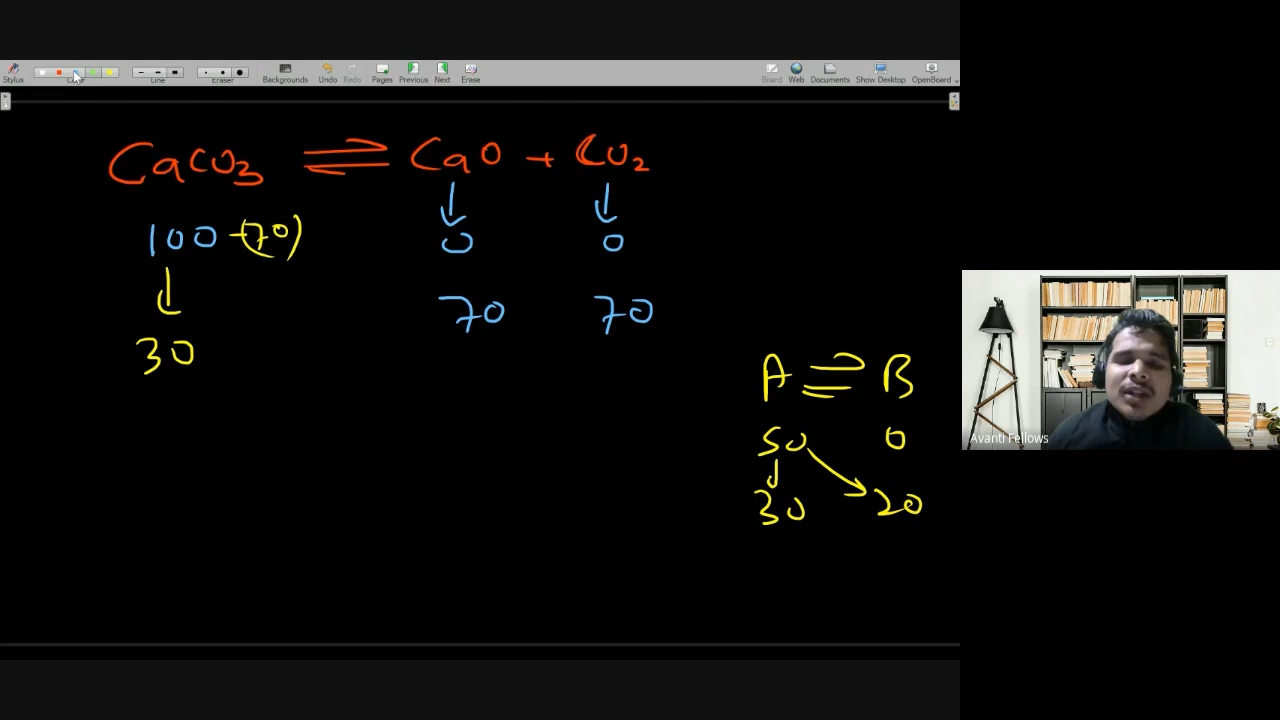 Stylus Color Line Eraser Backgrounds Undo Redo Pages Previous Next Erase Board Web Documents Show Desktop OpenBoard
CaCO3 ⇌ CaO + CO2
100 -(70) 0 0
30 70 70
A ⇌ B
50 0
30 20
Avanti Fellows